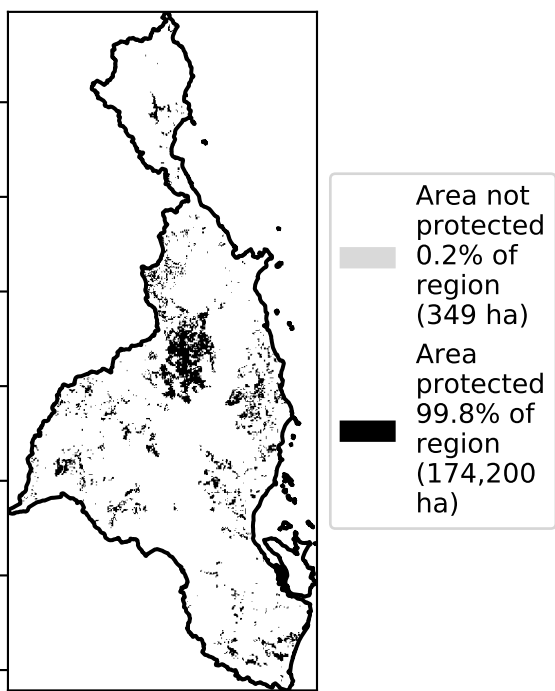 Area not
protected
0.2% of
region
(349 ha)
Area
protected
99.8% of
region
(174,200
ha)